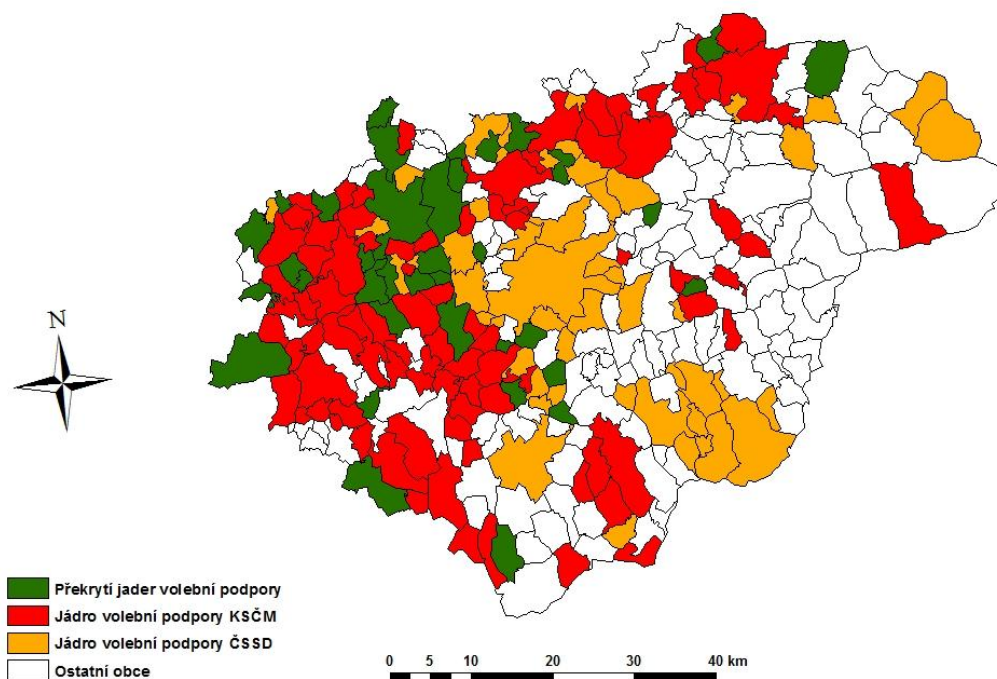 N
Překrytí jader volební podpory
Jádro volební podpory KSČM
Jádro volební podpory ČSSD
Ostatní obce
0 5 10 20 30 40 km